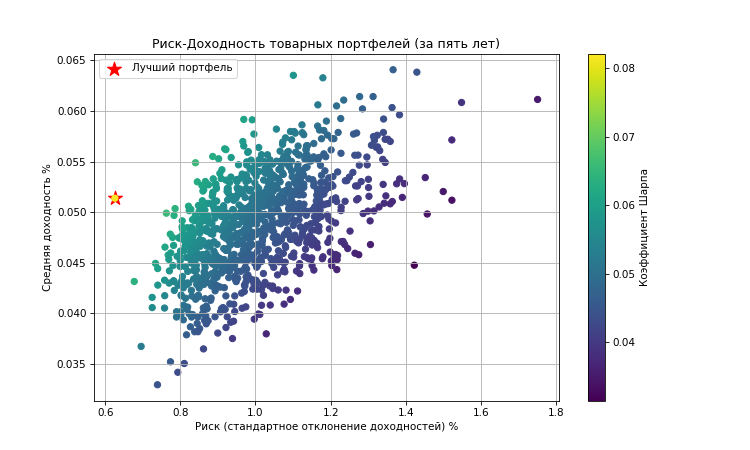 Риск-Доходность товарных портфелей (за пять лет)
Лучший портфель
Средняя доходность %
0.065
0.060
0.055
0.050
0.045
0.040
0.035
0.6 0.8 1.0 1.2 1.4 1.6 1.8
Риск (стандартное отклонение доходностей) %
0.08
0.07
0.06
0.05
0.04
Коэффициент Шарпа